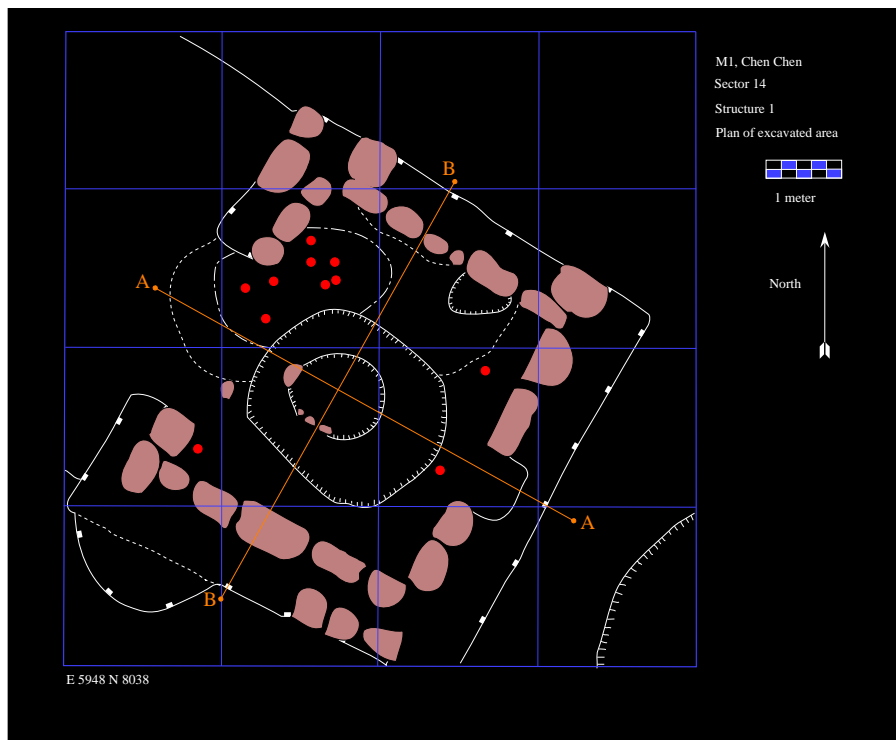 M1, Chen Chen
Sector 14
Structure 1
Plan of excavated area
B
1 meter
A
North
A
B
E 5948 N 8038